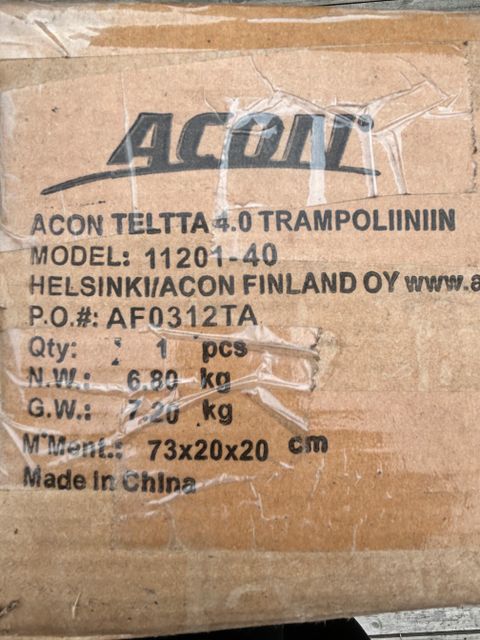 ACON
ACON TELTTA 4.0 TRAMPOLIINIIN
MODEL: 11201-40
HELSINKI/ACON FINLAND OY www.a
P.O.#: AF0312TA
Qty: 1 pcs
N.W.: 6.80 kg
G.W.: 7.20 kg
M'Ment.: 73x20x20 cm
Made in China